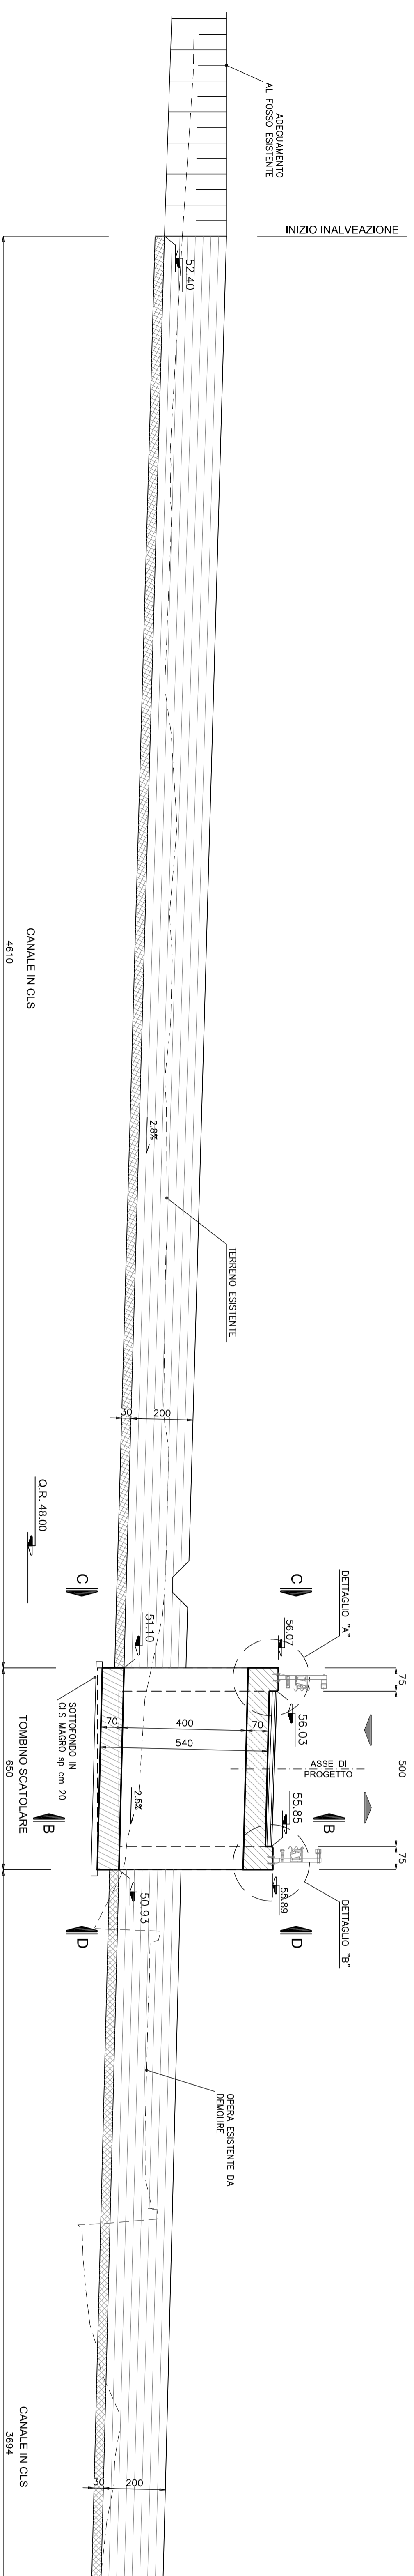 ADEGUAMENTO
AL FOSSO ESISTENTE
INIZIO INALVEAZIONE
52.40
CANALE IN CLS
4610
2.8%
TERRENO ESISTENTE
30
200
Q.R. 48.00
C
C
DETTAGLIO "A"
56.07
51.10
75
56.03
SOTTOFONDO IN
CLS MAGRO sp cm 20
70
400
70
540
ASSE DI
PROGETTO
500
TOMBINO SCATOLARE
650
2.5%
55.85
B
B
75
50.93
55.89
D
D
DETTAGLIO "B"
OPERA ESISTENTE DA
DEMOLIRE
CANALE IN CLS
3694
30
200